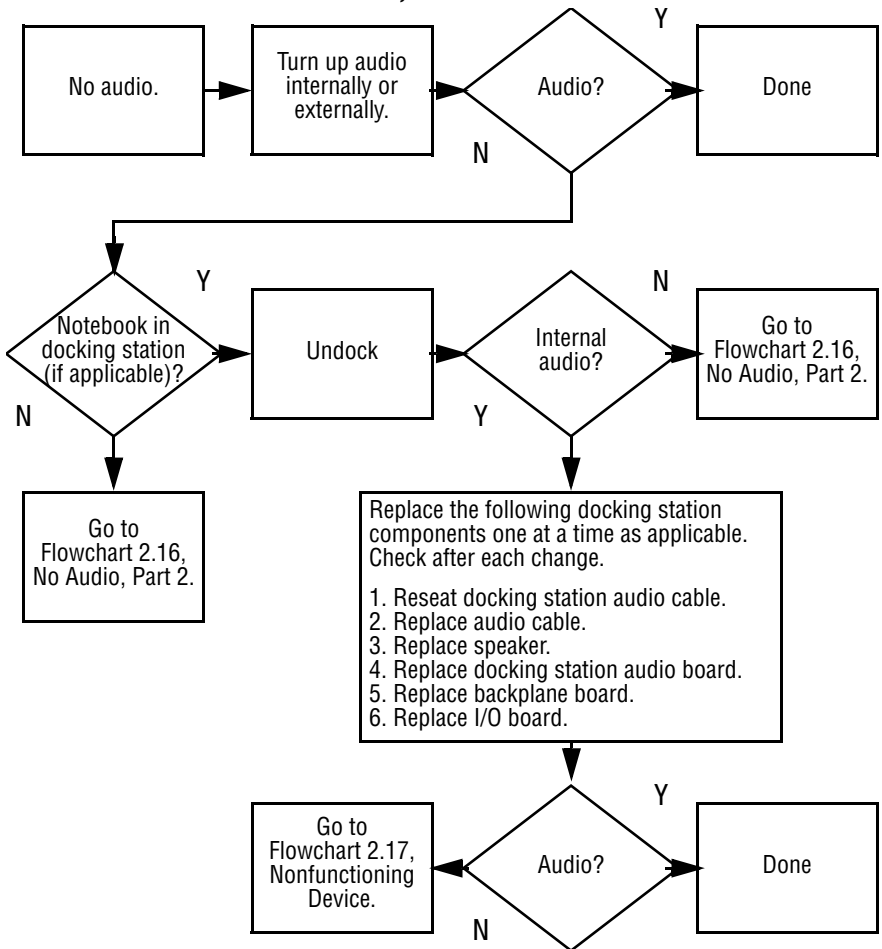 Y
No audio.
Turn up audio
internally or
externally.
Audio?
Done
N
Y
N
Notebook in
docking station
(if applicable)?
Undock
Internal
audio?
Go to
Flowchart 2.16,
No Audio, Part 2.
N
Y
Go to
Flowchart 2.16,
No Audio, Part 2.
Replace the following docking station
components one at a time as applicable.
Check after each change.
1. Reseat docking station audio cable.
2. Replace audio cable.
3. Replace speaker.
4. Replace docking station audio board.
5. Replace backplane board.
6. Replace I/O board.
Y
Go to
Flowchart 2.17,
Nonfunctioning
Device.
Audio?
Done
N